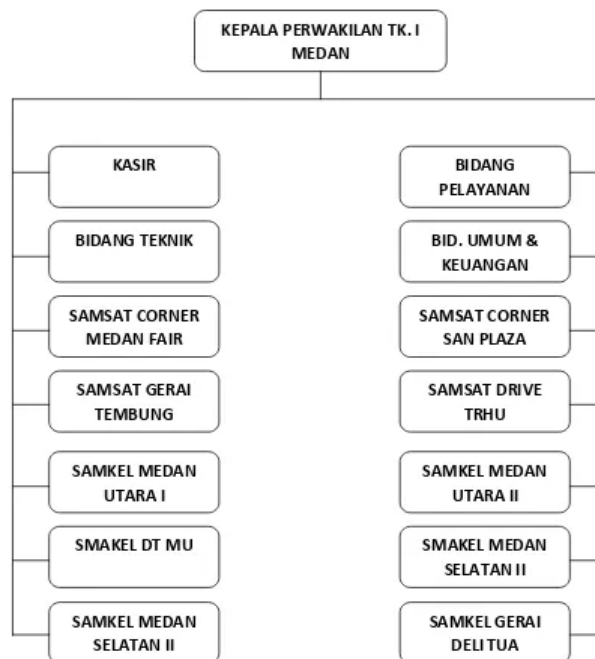 KEPALA PERWAKILAN TK. I
MEDAN
KASIR
BIDANG
PELAYANAN
BIDANG TEKNIK
BID. UMUM &
KEUANGAN
SAMSAT CORNER
MEDAN FAIR
SAMSAT CORNER
SAN PLAZA
SAMSAT GERAI
TEMBUNG
SAMSAT DRIVE
TRHU
SAMKEL MEDAN
UTARA I
SAMKEL MEDAN
UTARA II
SMAKEL DT MU
SMAKEL MEDAN
SELATAN II
SAMKEL MEDAN
SELATAN II
SAMKEL GERAI
DELI TUA